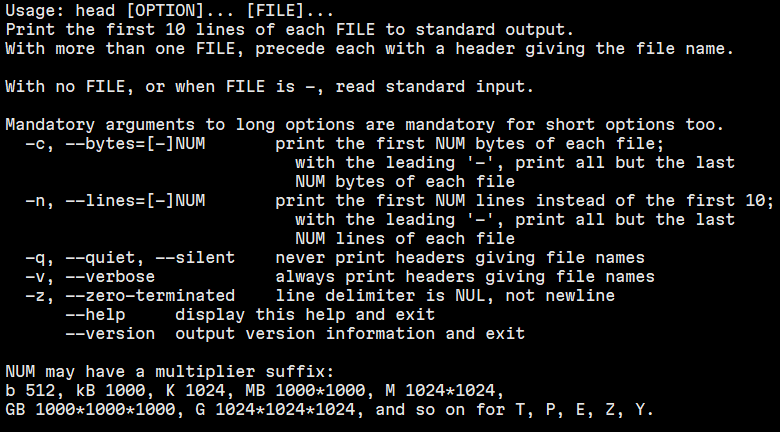 Usage: head [OPTION]... [FILE]...
Print the first 10 lines of each FILE to standard output.
With more than one FILE, precede each with a header giving the file name.

With no FILE, or when FILE is -, read standard input.

Mandatory arguments to long options are mandatory for short options too.
  -c, --bytes=[-]NUM       print the first NUM bytes of each file;
                             with the leading '-', print all but the last
                             NUM bytes of each file
  -n, --lines=[-]NUM       print the first NUM lines instead of the first 10;
                             with the leading '-', print all but the last
                             NUM lines of each file
  -q, --quiet, --silent    never print headers giving file names
  -v, --verbose            always print headers giving file names
  -z, --zero-terminated    line delimiter is NUL, not newline
      --help     display this help and exit
      --version  output version information and exit

NUM may have a multiplier suffix:
b 512, kB 1000, K 1024, MB 1000*1000, M 1024*1024,
GB 1000*1000*1000, G 1024*1024*1024, and so on for T, P, E, Z, Y.